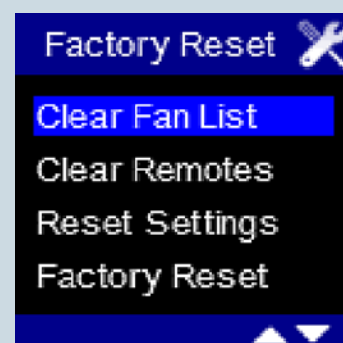 Factory Reset
Clear Fan List
Clear Remotes
Reset Settings
Factory Reset